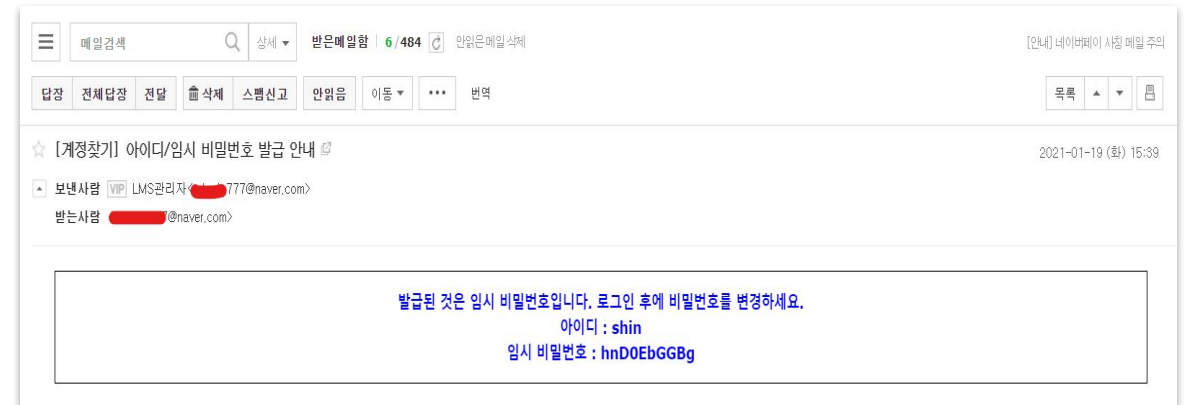 메일검색 상세 받은메일함 6/484 안읽은메일삭제 [안내] 네이버페이 사칭 메일 주의
답장 전체답장 전달 삭제 스팸신고 안읽음 이동 ••• 번역 목록
[계정찾기] 아이디/임시 비밀번호 발급 안내 2021-01-19 (화) 15:39
보낸사람 VIP LMS관리자< 777@naver.com>
받는사람 @naver.com>
발급된 것은 임시 비밀번호입니다. 로그인 후에 비밀번호를 변경하세요.
아이디 : shin
임시 비밀번호 : hnD0EbGGBg